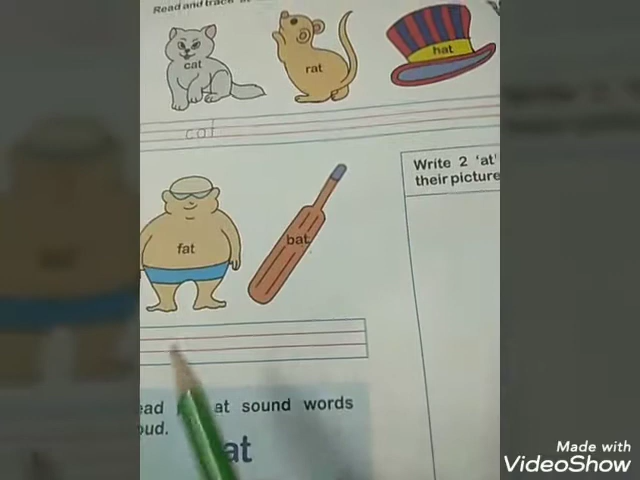 Read and trace
cat
rat
hat
cat
Write 2 'at'
their picture
fat
bat
ead at sound words
oud.
at
Made with
VideoShow